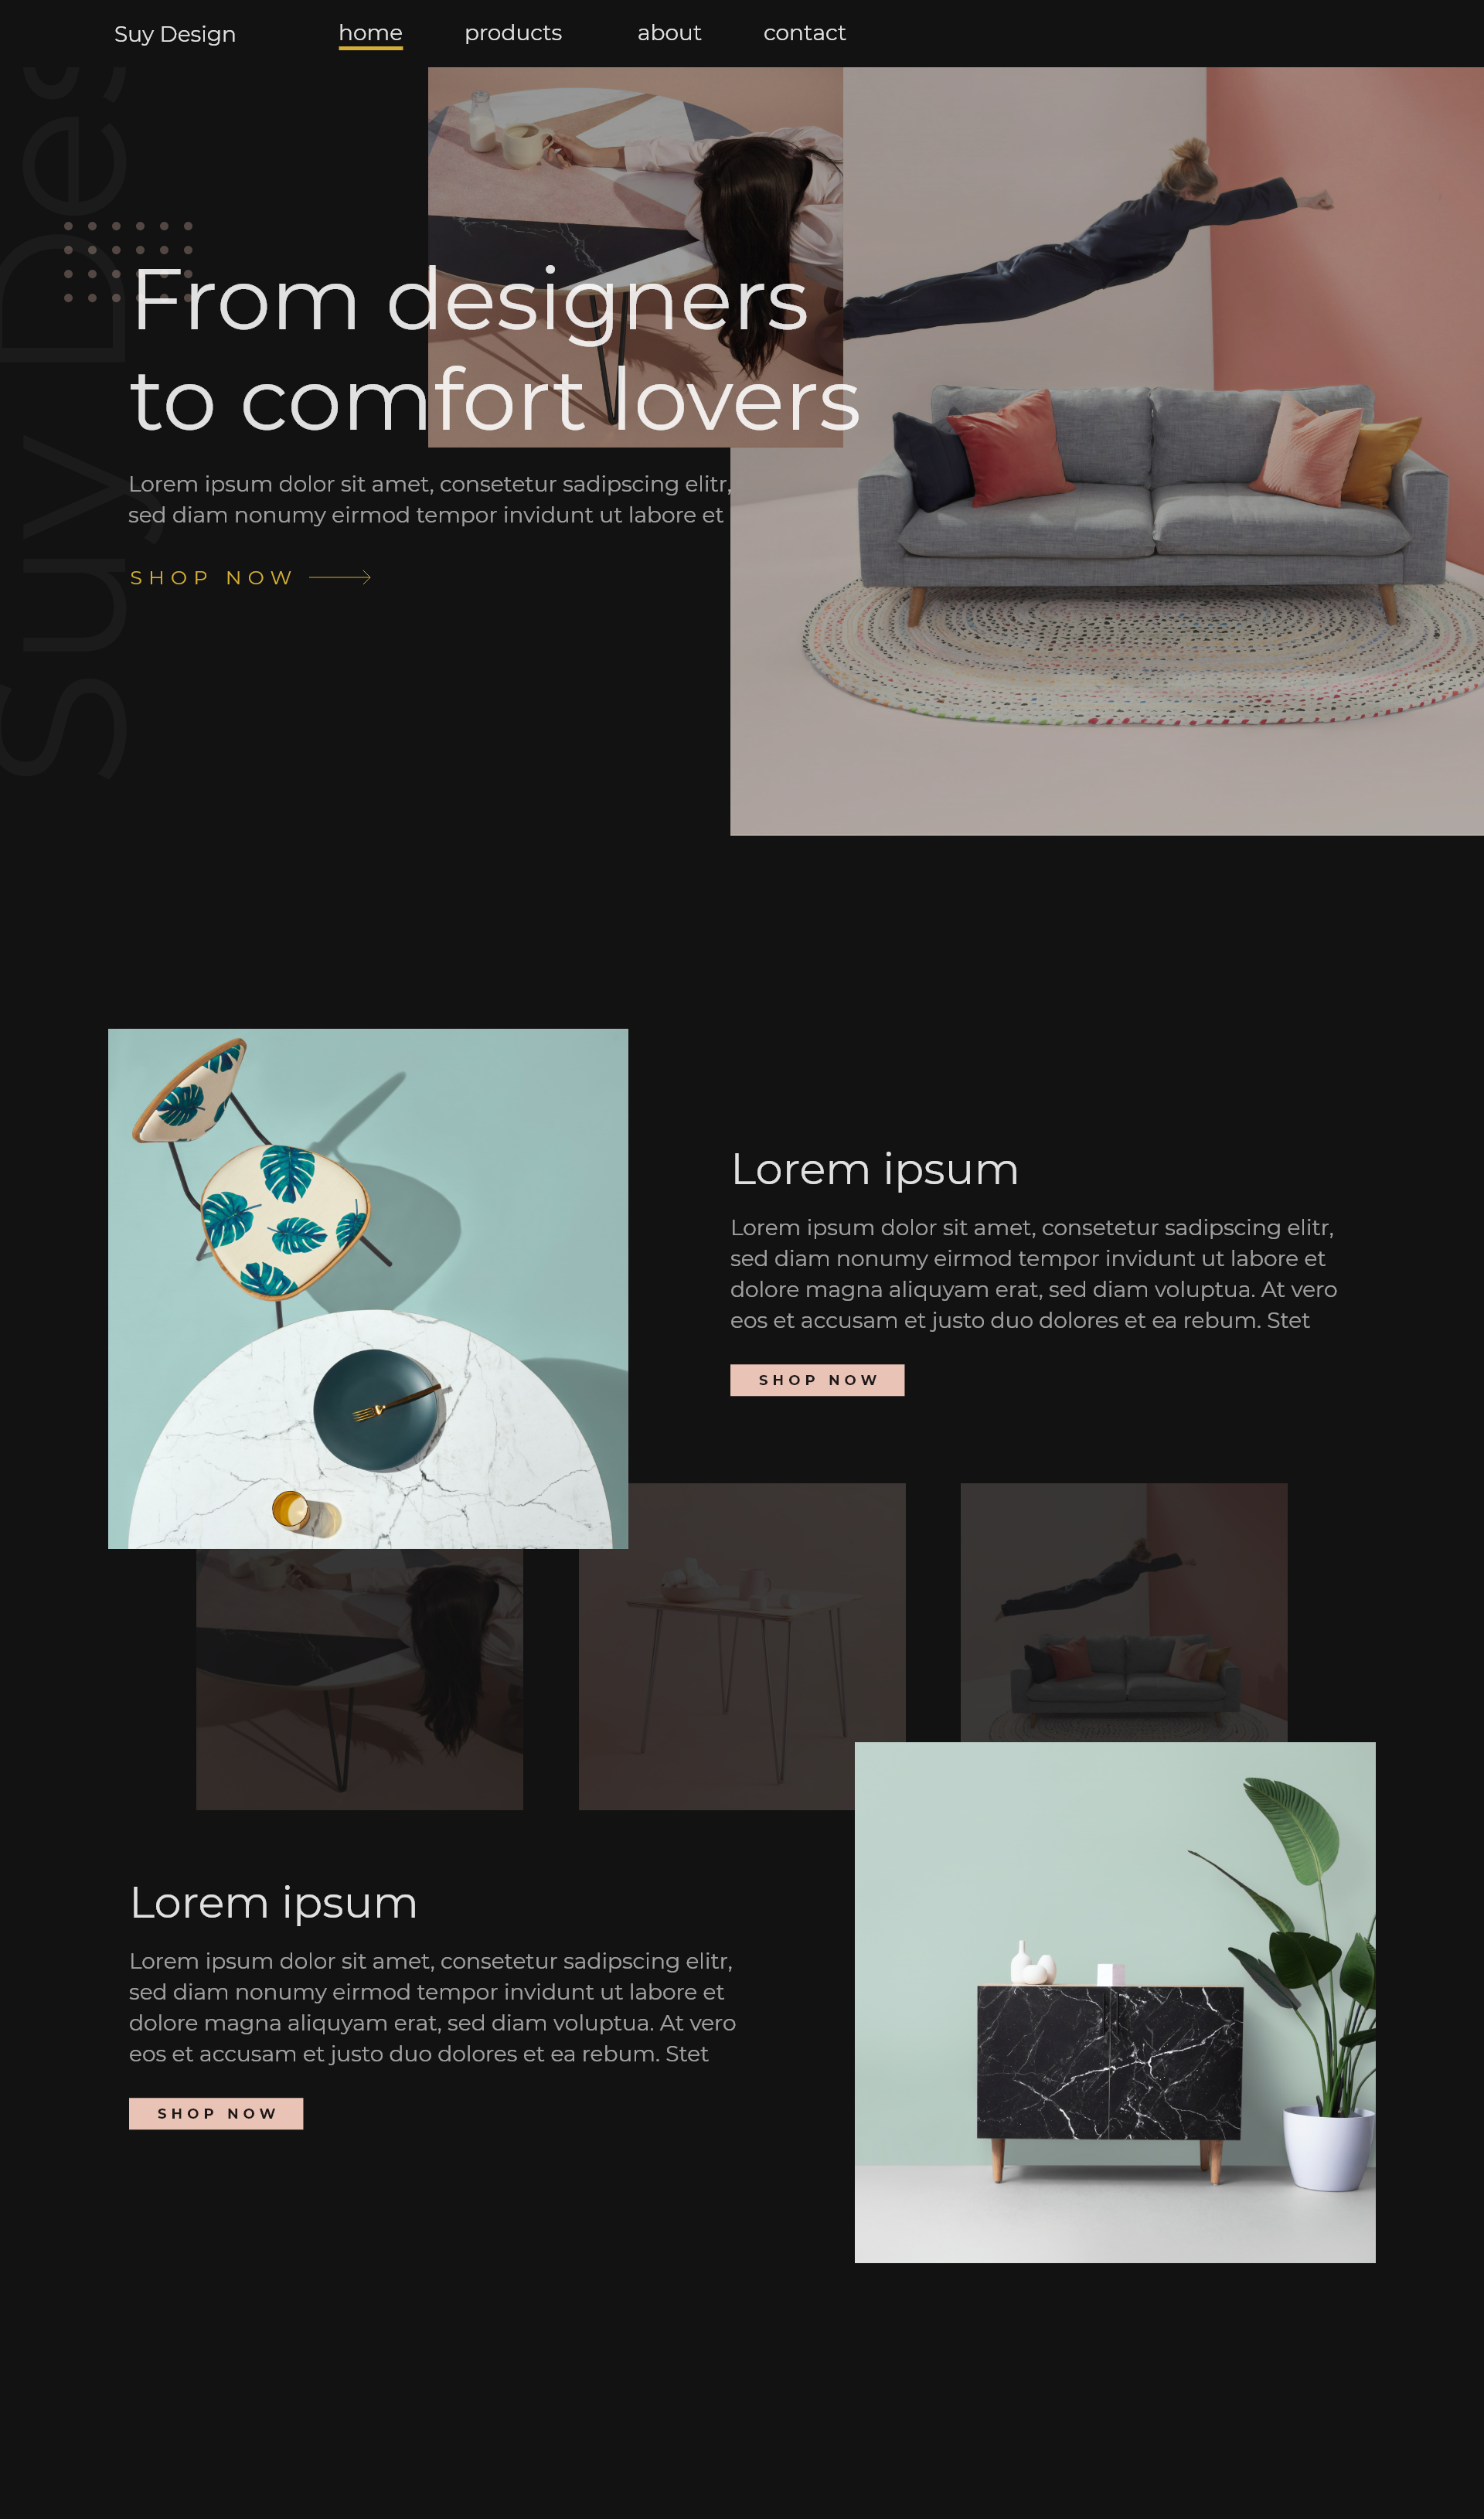 Suy Design
home products about contact
Suy Des
From designers
to comfort lovers
Lorem ipsum dolor sit amet, consetetur sadipscing elitr,
sed diam nonumy eirmod tempor invidunt ut labore et
SHOP NOW
Lorem ipsum
Lorem ipsum dolor sit amet, consetetur sadipscing elitr,
sed diam nonumy eirmod tempor invidunt ut labore et
dolore magna aliquyam erat, sed diam voluptua. At vero
eos et accusam et justo duo dolores et ea rebum. Stet
SHOP NOW
Lorem ipsum
Lorem ipsum dolor sit amet, consetetur sadipscing elitr,
sed diam nonumy eirmod tempor invidunt ut labore et
dolore magna aliquyam erat, sed diam voluptua. At vero
eos et accusam et justo duo dolores et ea rebum. Stet
SHOP NOW